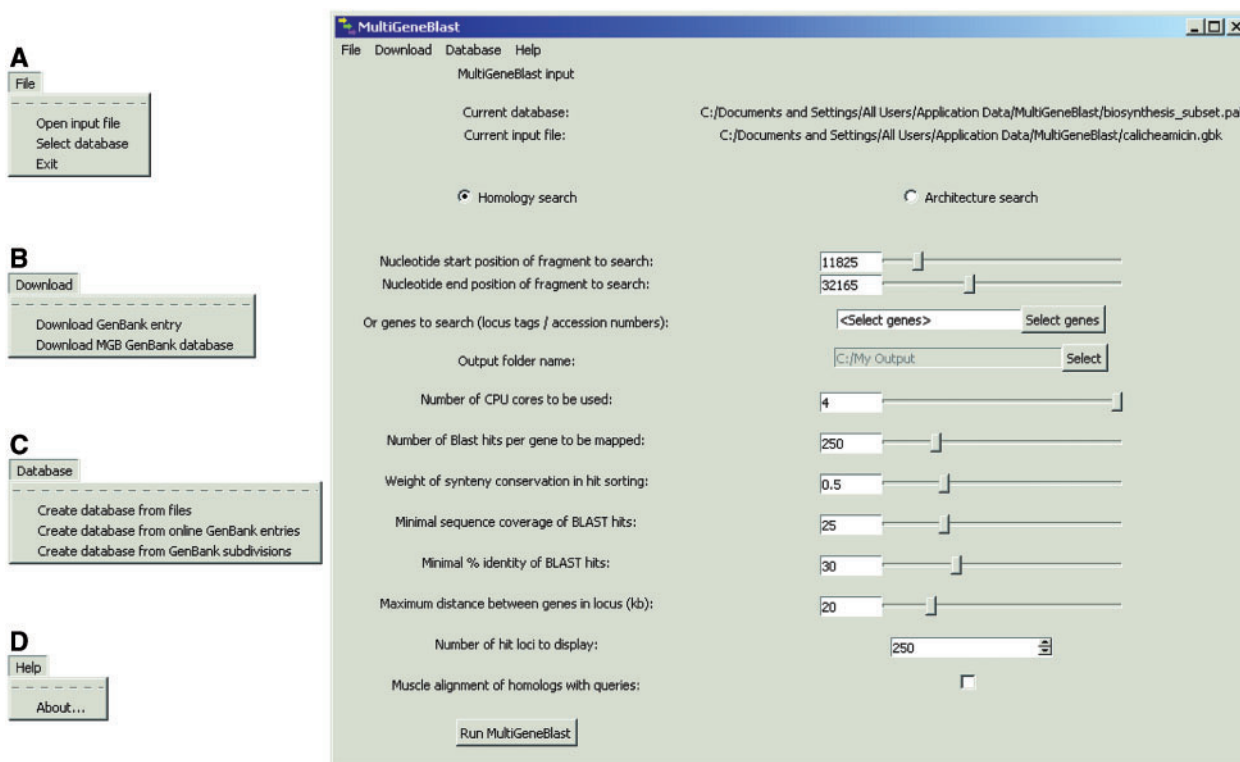 A
File
Open input file
Select database
Exit
B
Download
Download GenBank entry
Download MGB GenBank database
C
Database
Create database from files
Create database from online GenBank entries
Create database from GenBank subdivisions
D
Help
About...
MultiGeneBlast
File Download Database Help
MultiGeneBlast input
Current database: C:/Documents and Settings/All Users/Application Data/MultiGeneBlast/biosynthesis_subset.pal
Current input file: C:/Documents and Settings/All Users/Application Data/MultiGeneBlast/calicheamicin.gbk
Homology search Architecture search
Nucleotide start position of fragment to search: 11825
Nucleotide end position of fragment to search: 32165
Or genes to search (locus tags / accession numbers): <Select genes> Select genes
Output folder name: C:/My Output Select
Number of CPU cores to be used: 4
Number of Blast hits per gene to be mapped: 250
Weight of synteny conservation in hit sorting: 0.5
Minimal sequence coverage of BLAST hits: 25
Minimal % identity of BLAST hits: 30
Maximum distance between genes in locus (kb): 20
Number of hit loci to display: 250
Muscle alignment of homologs with queries:
Run MultiGeneBlast